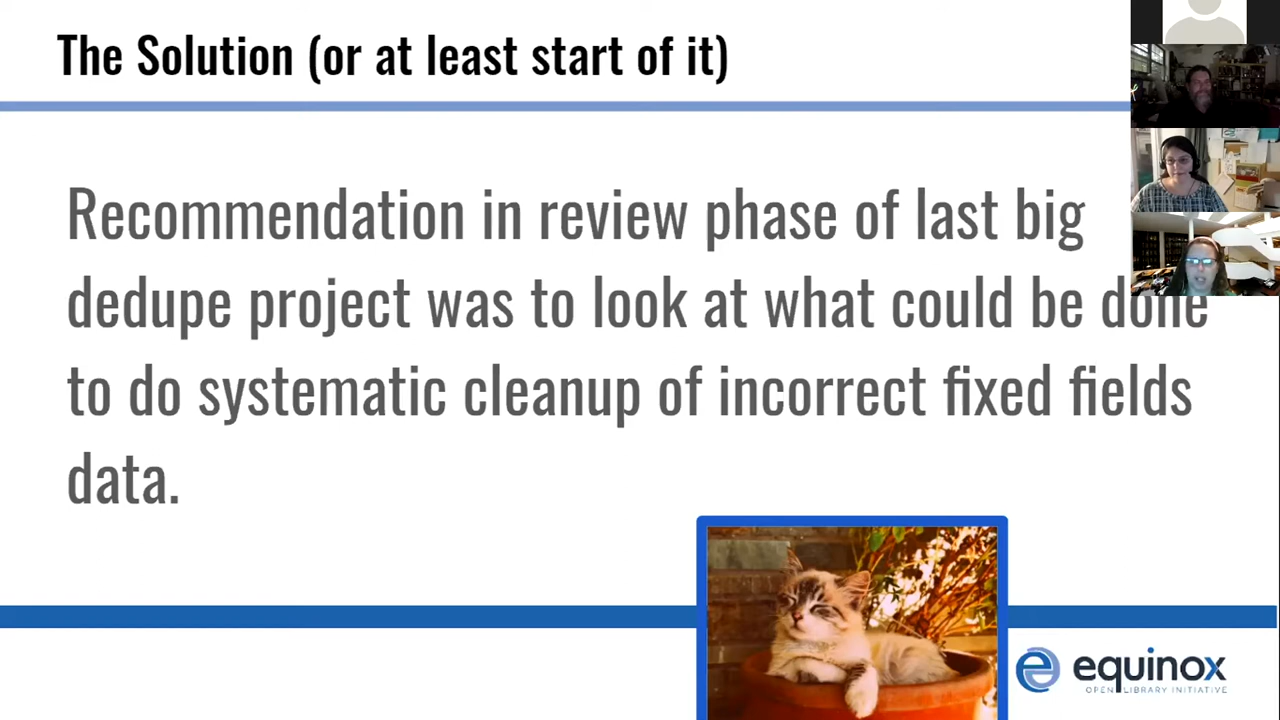 The Solution (or at least start of it)
Recommendation in review phase of last big
dedupe project was to look at what could be done
to do systematic cleanup of incorrect fixed fields
data.
equinox
OPEN LIBRARY INITIATIVE